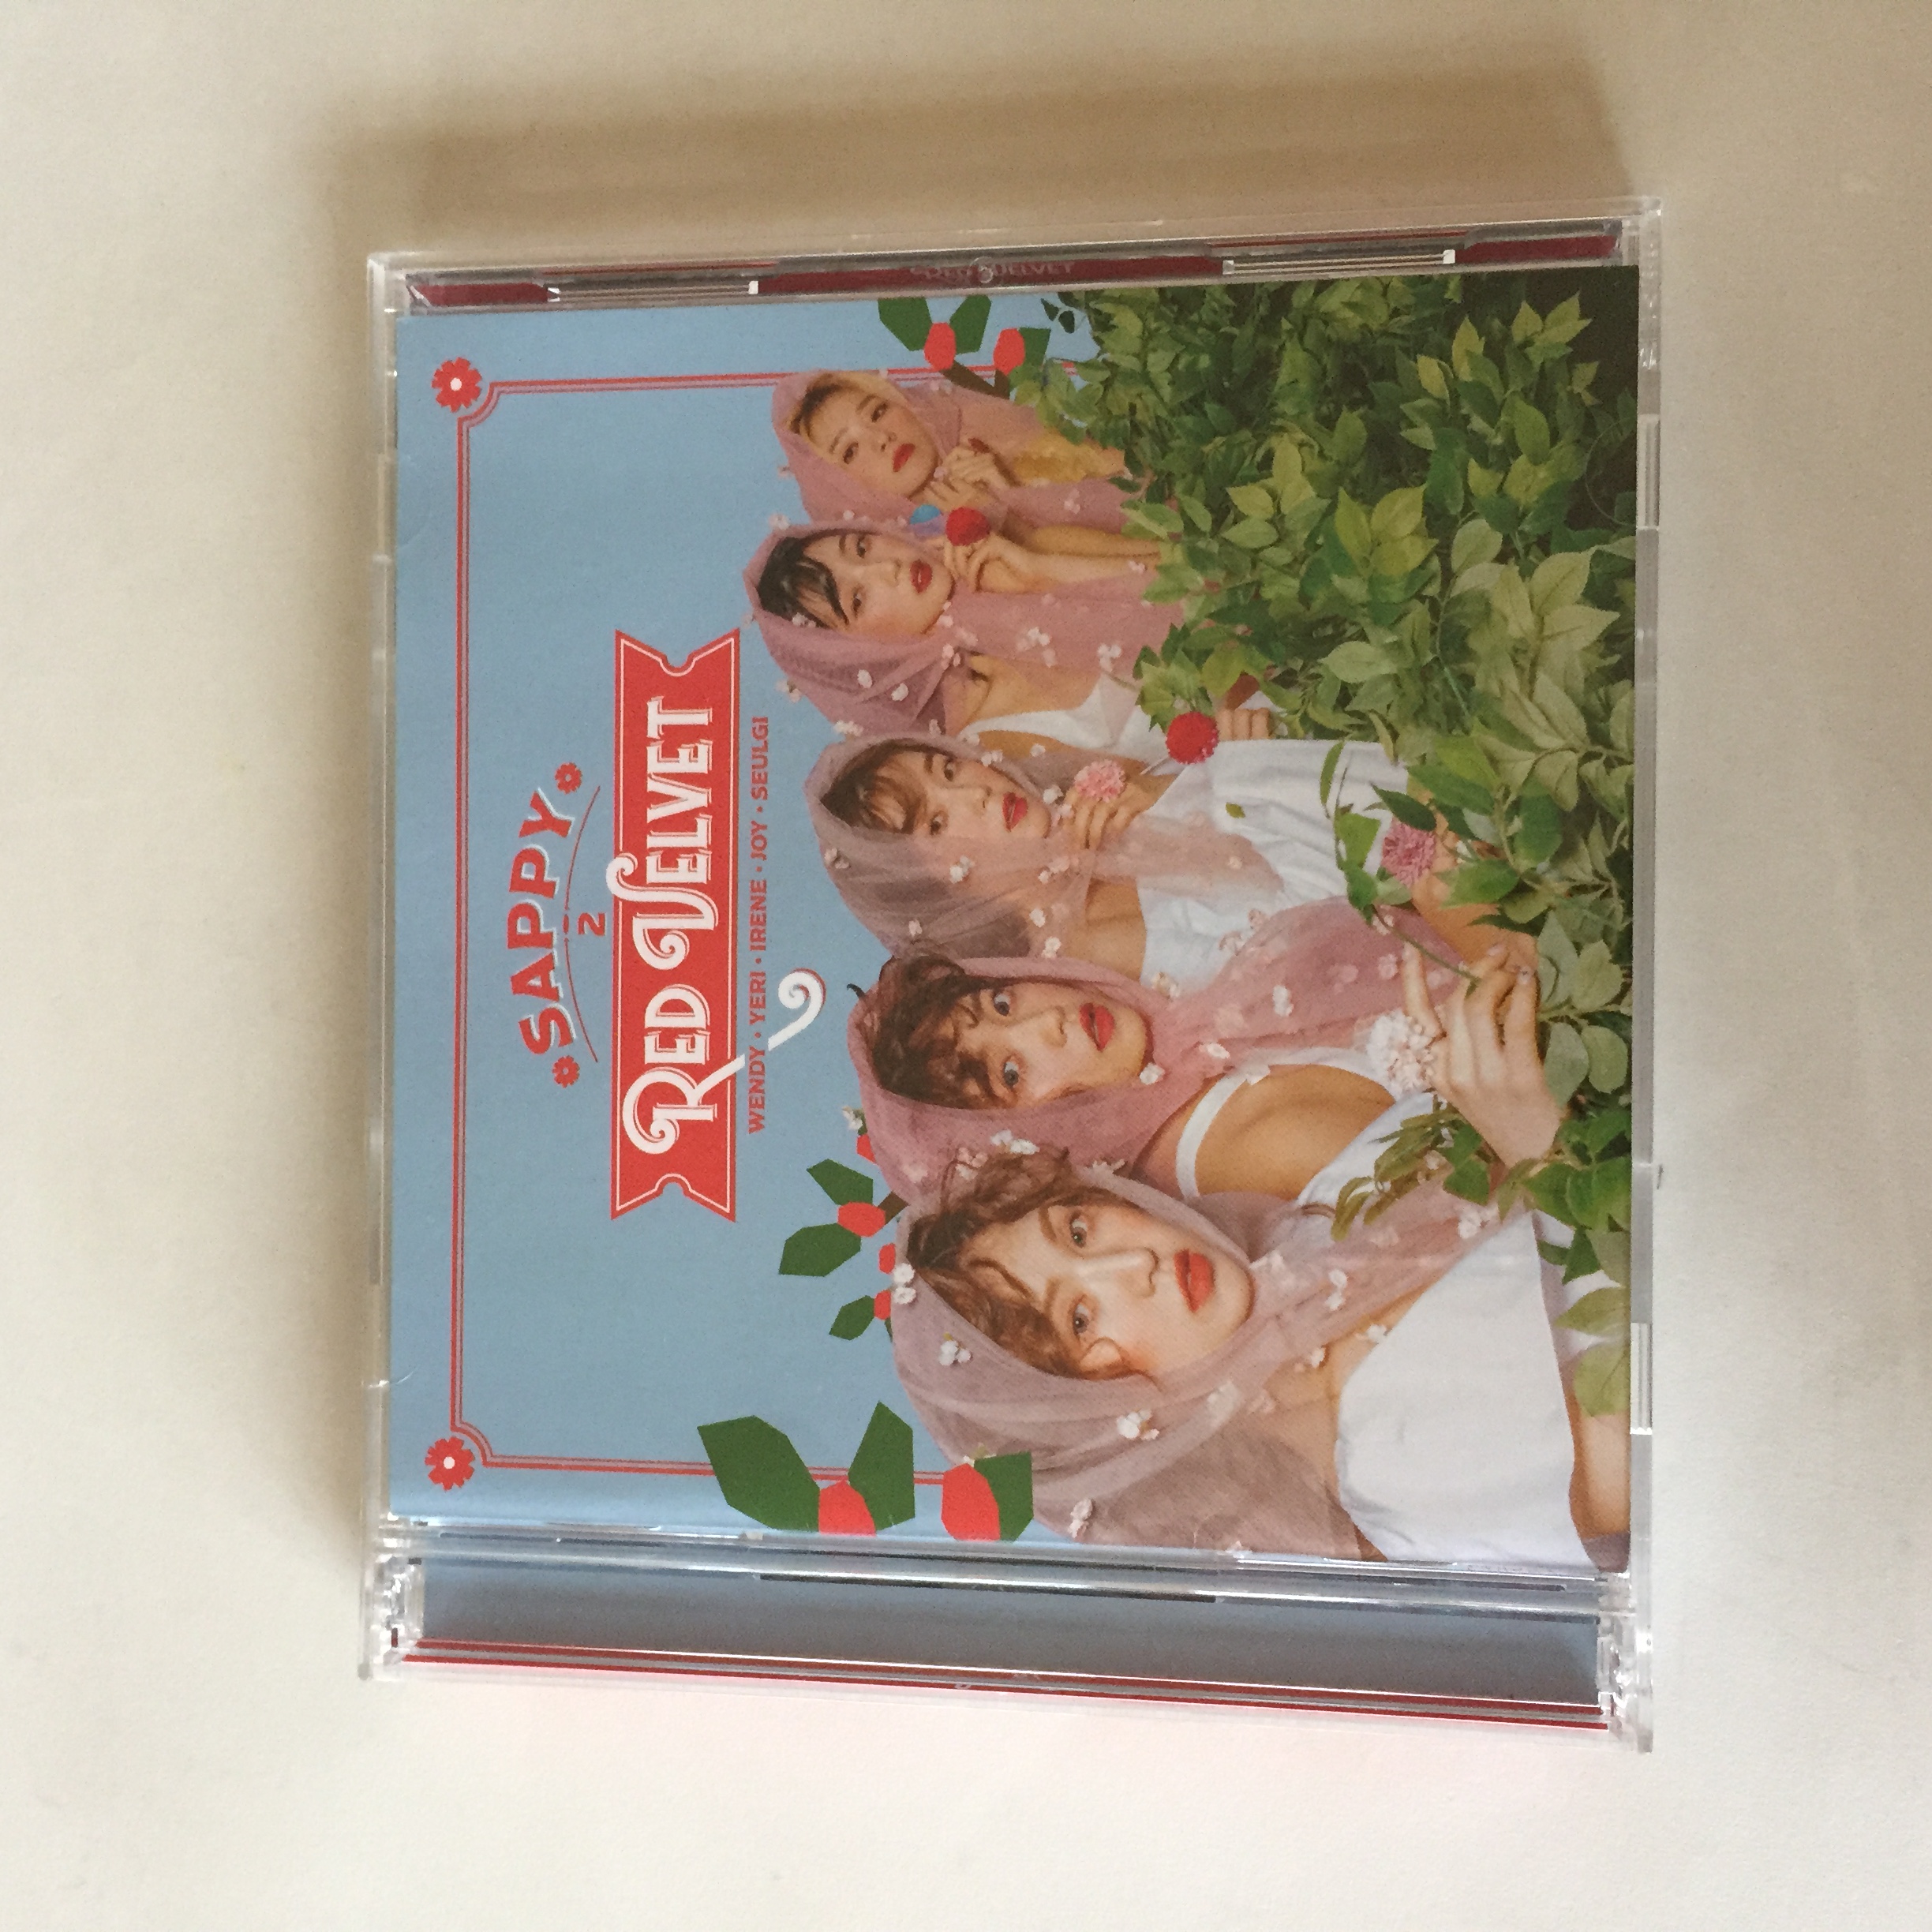 SAPPY
2
RED VELVET
WENDY · YERI · IRENE · JOY · SEULGI